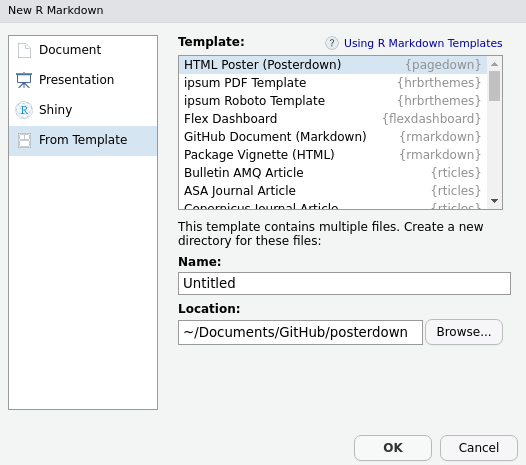 New R Markdown
Document
Presentation
R Shiny
From Template
Template:
? Using R Markdown Templates
HTML Poster (Posterdown) {pagedown}
ipsum PDF Template {hrbrthemes}
ipsum Roboto Template {hrbrthemes}
Flex Dashboard {flexdashboard}
GitHub Document (Markdown) {rmarkdown}
Package Vignette (HTML) {rmarkdown}
Bulletin AMQ Article {rticles}
ASA Journal Article {rticles}
Copernicus Journal Article {rticles}
This template contains multiple files. Create a new
directory for these files:
Name:
Untitled
Location:
~/Documents/GitHub/posterdown Browse...
OK Cancel